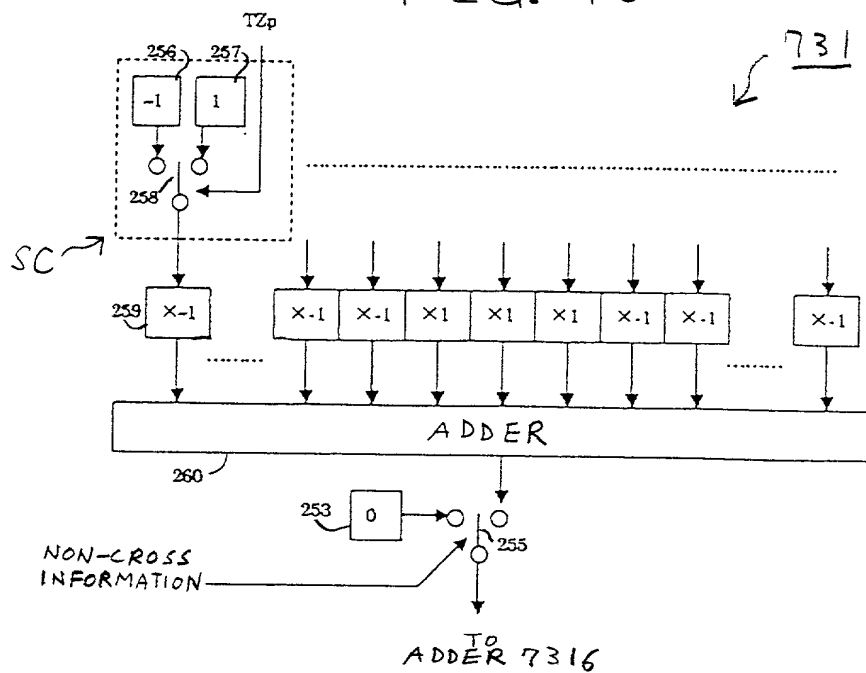 TZp
731
256 257
-1 1
258
SC
259 ×-1 ×-1 ×-1 ×1 ×1 ×1 ×-1 ×-1 ×-1
ADDER
260
253 0
255
NON-CROSS
INFORMATION
TO
ADDER 7316